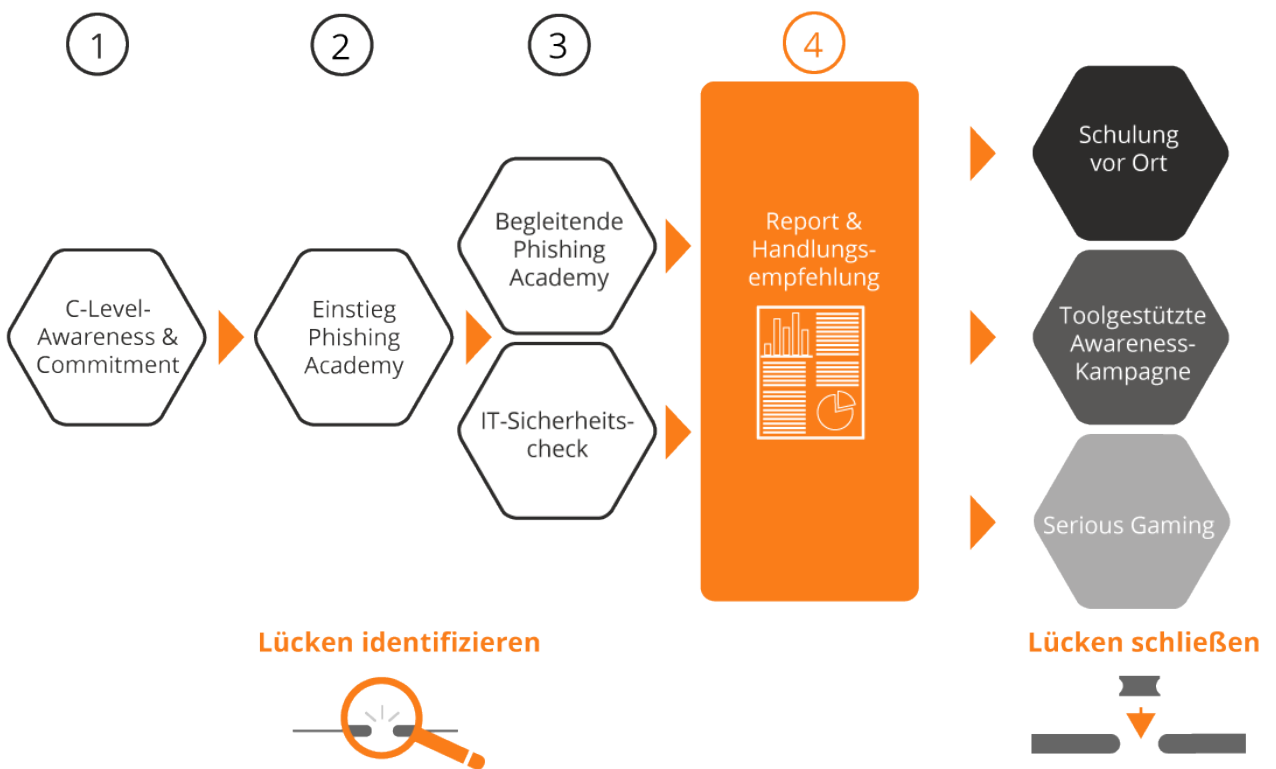 1
2
3
4
C-Level-
Awareness &
Commitment
Einstieg
Phishing
Academy
Begleitende
Phishing
Academy
IT-Sicherheits-
check
Report &
Handlungs-
empfehlung
Schulung
vor Ort
Toolgestützte
Awareness-
Kampagne
Serious Gaming
Lücken identifizieren
Lücken schließen